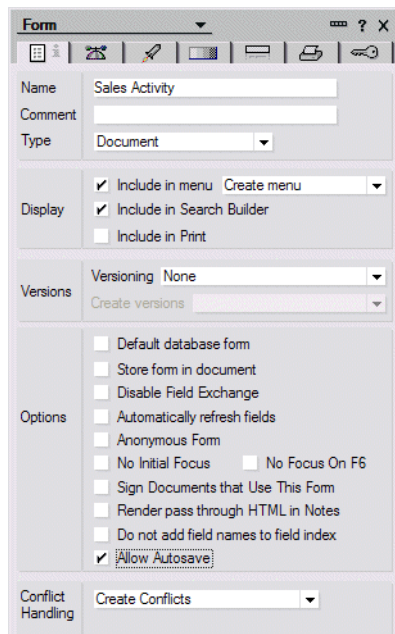 Form ? X
i
Name Sales Activity
Comment
Type Document
Include in menu Create menu
Display Include in Search Builder
Include in Print
Versioning None
Versions
Create versions
Default database form
Store form in document
Disable Field Exchange
Options Automatically refresh fields
Anonymous Form
No Initial Focus No Focus On F6
Sign Documents that Use This Form
Render pass through HTML in Notes
Do not add field names to field index
Allow Autosave
Conflict Create Conflicts
Handling